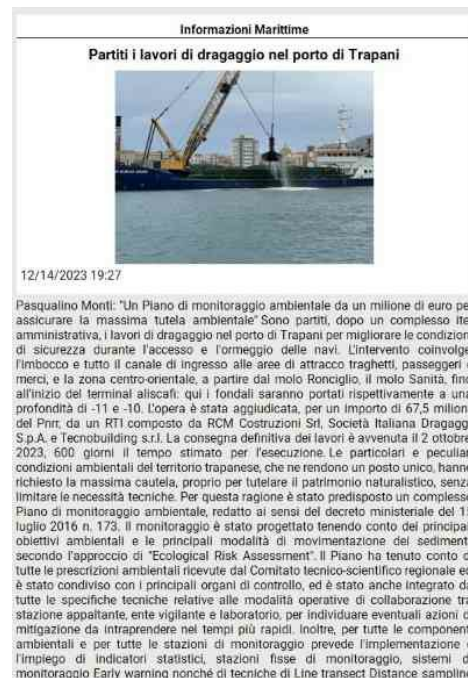 Informazioni Marittime
Partiti i lavori di dragaggio nel porto di Trapani
12/14/2023 19:27
Pasqualino Monti: "Un Piano di monitoraggio ambientale da un milione di euro pe
assicurare la massima tutela ambientale" Sono partiti, dopo un complesso ite
amministrativa, i lavori di dragaggio nel porto di Trapani per migliorare le condizion
di sicurezza durante l'accesso e l'ormeggio delle navi. L'intervento coinvolge
l'imbocco e tutto il canale di ingresso alle aree di attracco traghetti, passeggeri
merci, e la zona centro-orientale, a partire dal molo Ronciglio, il molo Sanità, fin
all'inizio del terminal aliscafi: qui i fondali saranno portati rispettivamente a una
profondità di -11 e -10. L'opera è stata aggiudicata, per un importo di 67,5 milion
del Pnrr, da un RTI composto da RCM Costruzioni Srl, Società Italiana Dragagg
S.p.A. e Tecnobuilding s.r.l. La consegna definitiva dei lavori è avvenuta il 2 ottobre
2023, 600 giorni il tempo stimato per l'esecuzione. Le particolari e peculiar
condizioni ambientali del territorio trapanese, che ne rendono un posto unico, hanno
richiesto la massima cautela, proprio per tutelare il patrimonio naturalistico, senza
limitare le necessità tecniche. Per questa ragione è stato predisposto un complesso
Piano di monitoraggio ambientale, redatto ai sensi del decreto ministeriale del 1
luglio 2016 n. 173. Il monitoraggio è stato progettato tenendo conto dei principal
obiettivi ambientali e le principali modalità di movimentazione dei sediment
secondo l'approccio di "Ecological Risk Assessment". Il Piano ha tenuto conto d
tutte le prescrizioni ambientali ricevute dal Comitato tecnico-scientifico regionale ed
è stato condiviso con i principali organi di controllo, ed è stato anche integrato da
tutte le specifiche tecniche relative alle modalità operative di collaborazione tra
stazione appaltante, ente vigilante e laboratorio, per individuare eventuali azioni d
mitigazione da intraprendere nei tempi più rapidi. Inoltre, per tutte le component
ambientali e per tutte le stazioni di monitoraggio prevede l'implementazione
l'impiego di indicatori statistici, stazioni fisse di monitoraggio, sistemi d
monitoraggio Early warning nonché di tecniche di Line transect Distance sampling